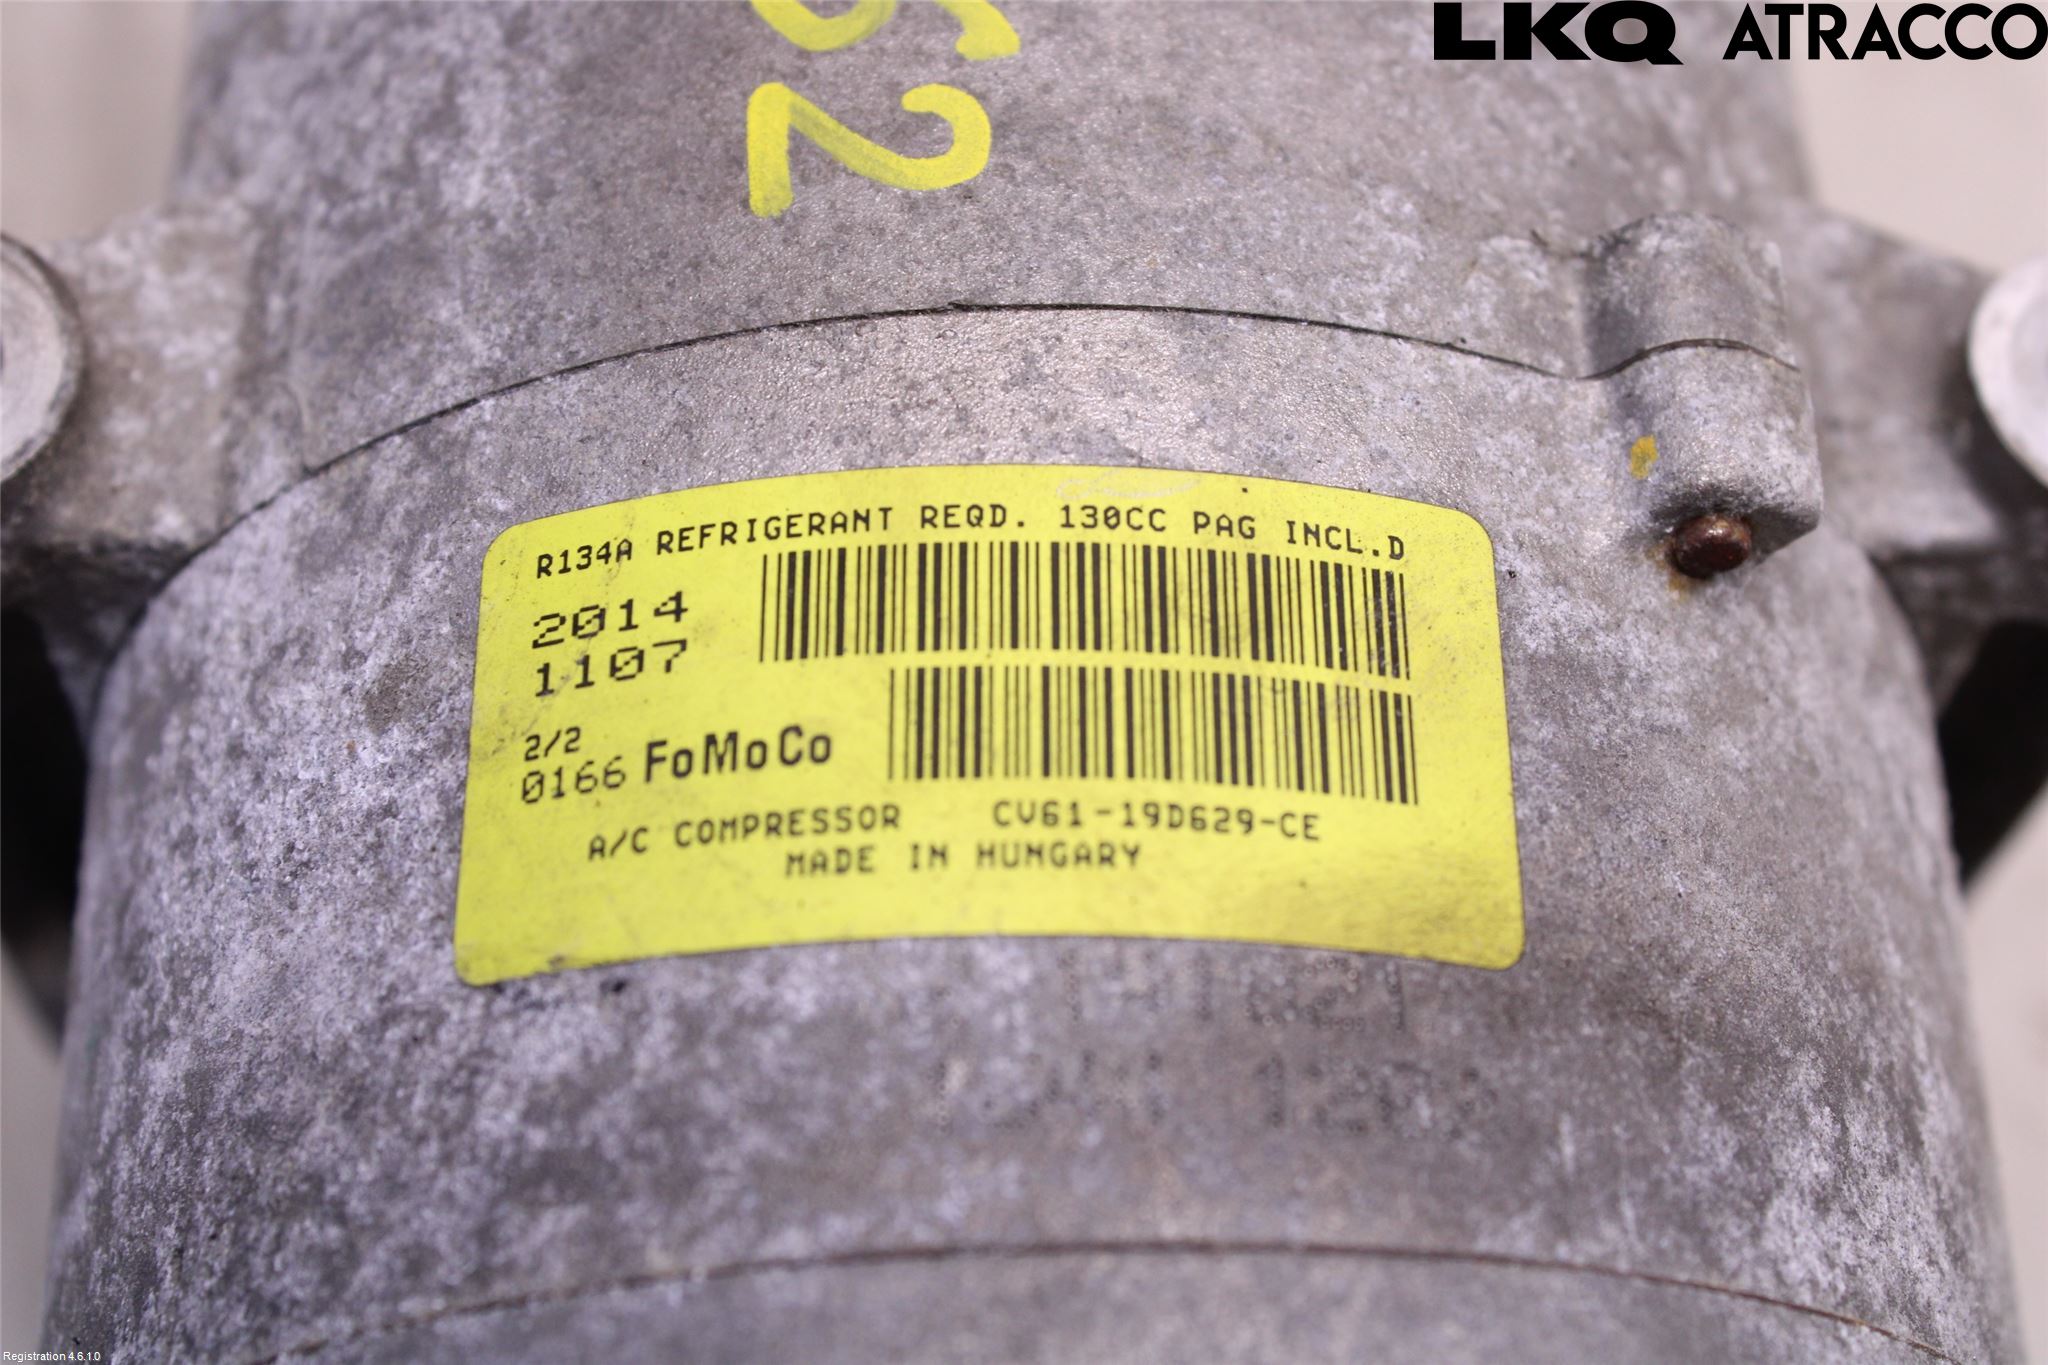 LKQ ATRACCO
2
R134A REFRIGERANT REQD. 130CC PAG INCL.D
2014
1107
2/2
0166 FoMoCo
A/C COMPRESSOR CV61-19D629-CE
MADE IN HUNGARY
Registration 4.6.1.0